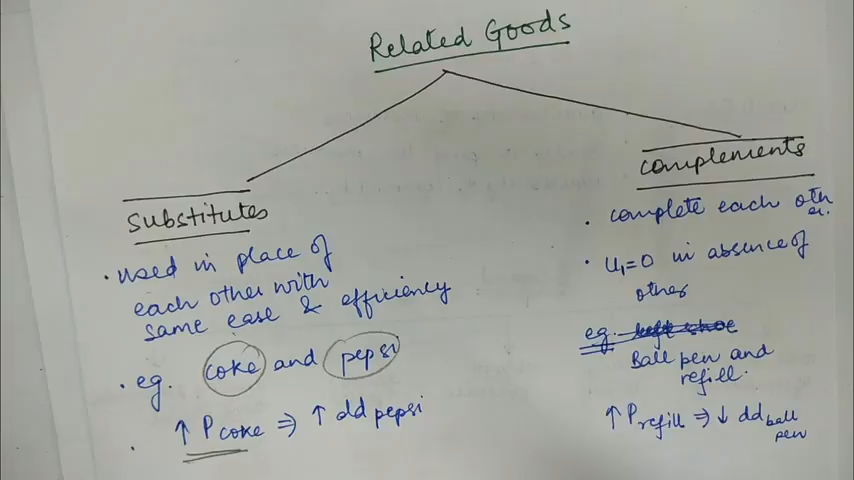 Related Goods
Substitutes
• used in place of
each other with
same ease & efficiency
• eg. coke and pepsi
• ↑ P coke ⇒ ↑ dd pepsi
Complements
• complete each other.
• U₁=0 in absence of
other
eg.
Ball pen and
refill.
↑ P refill ⇒ ↓ dd ball
pen